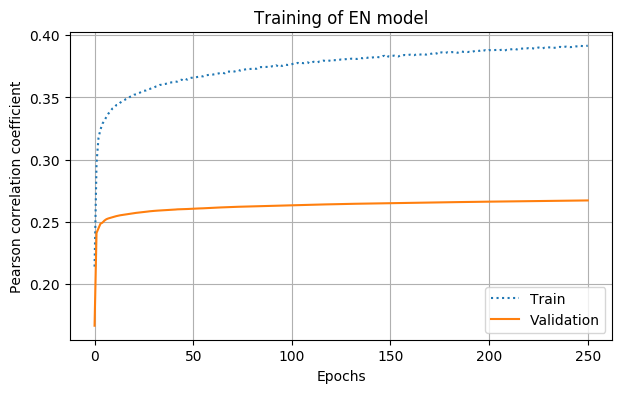 Training of EN model
Pearson correlation coefficient
0.40
0.35
0.30
0.25
0.20
0
50
100
150
200
250
Epochs
Train
Validation